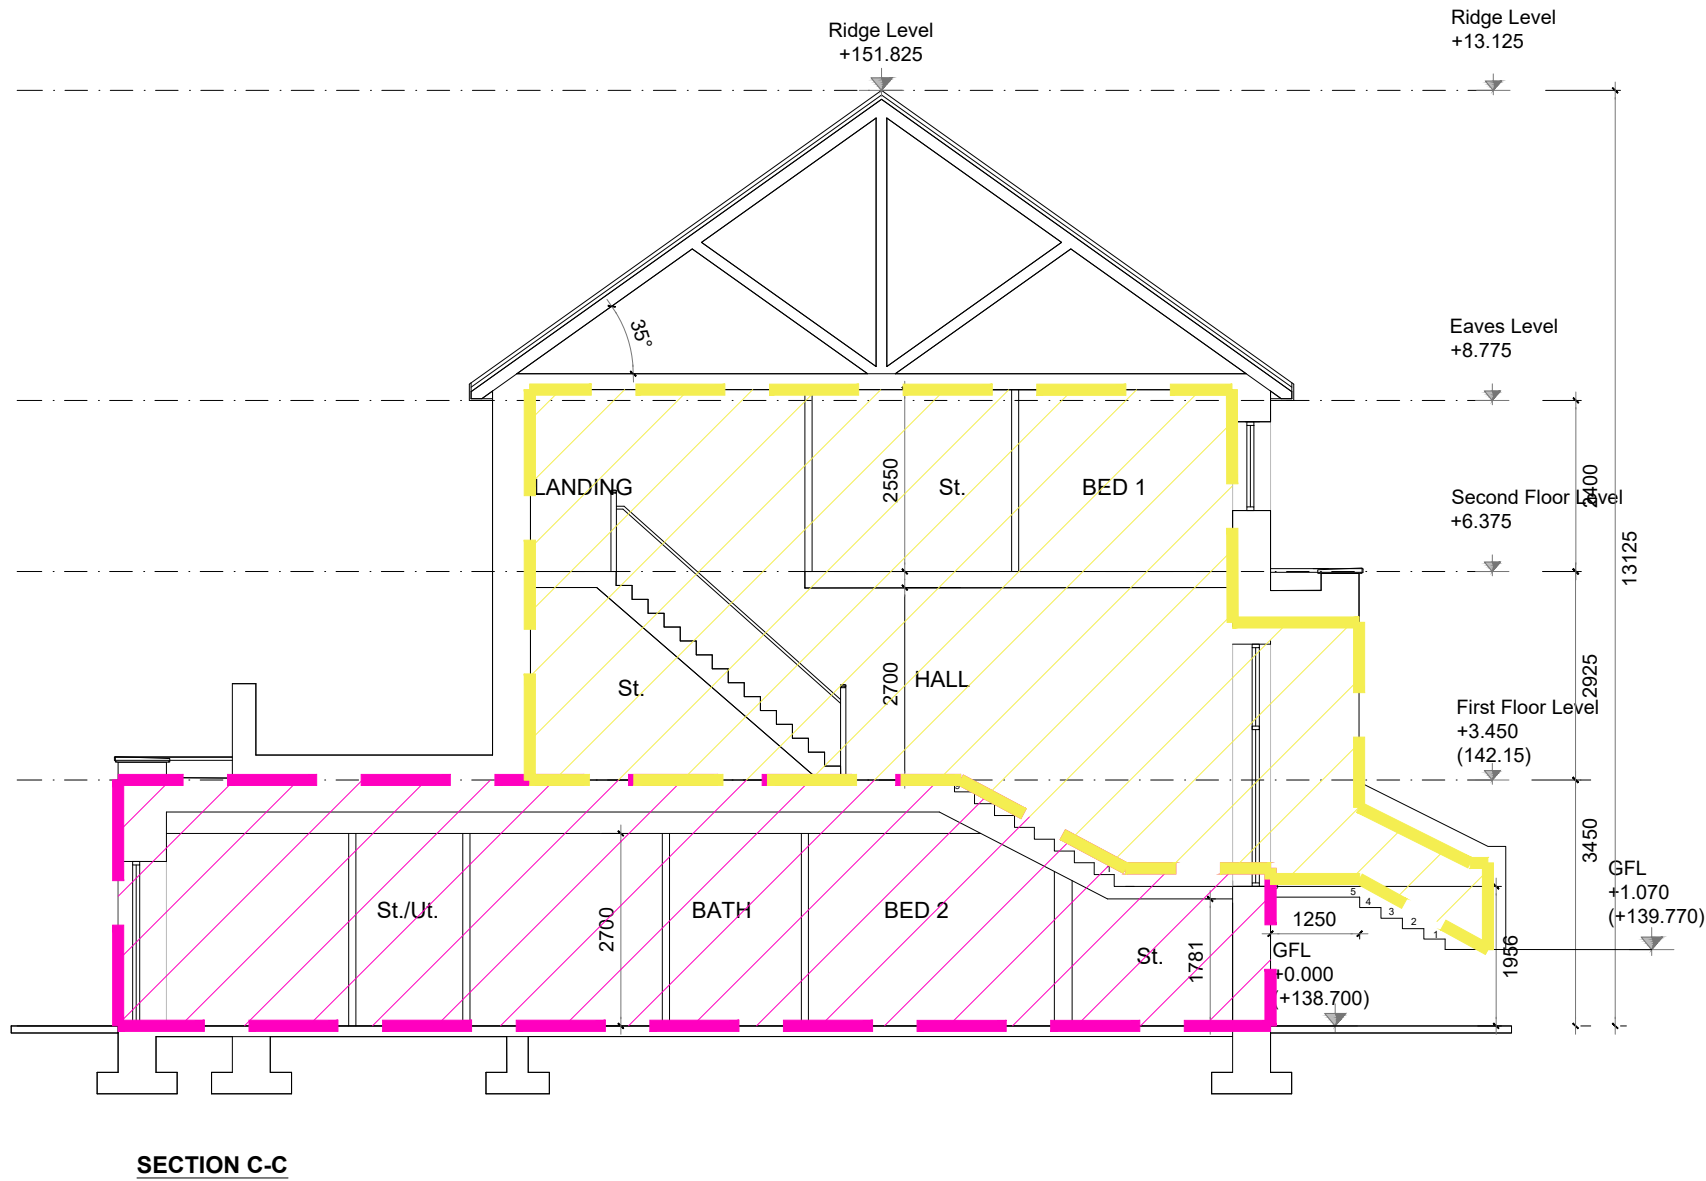 Ridge Level
+151.825
Ridge Level
+13.125
35°
Eaves Level
+8.775
LANDING
2550
St.
BED 1
2400
Second Floor Level
+6.375
13125
St.
2700
HALL
2925
First Floor Level
+3.450
(142.15)
3450
GFL
+1.070
(+139.770)
St./Ut.
2700
BATH
BED 2
St.
1781
5
4
3
2
1
1250
1956
GFL
+0.000
(+138.700)
SECTION C-C